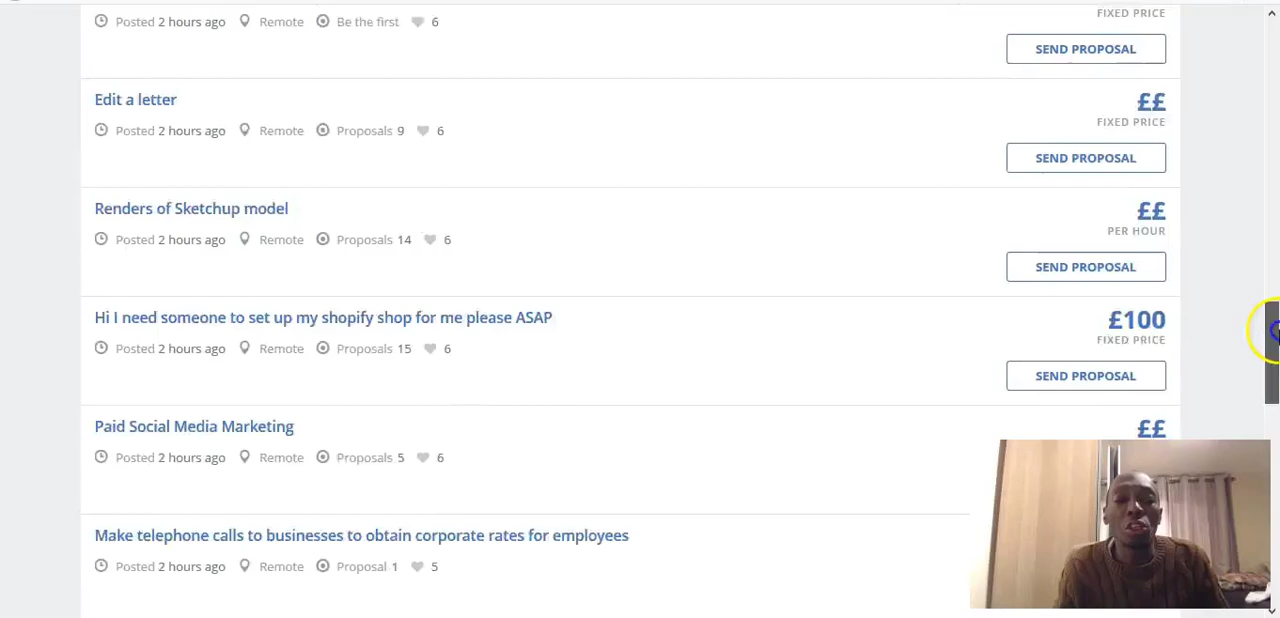 Posted 2 hours ago Remote Be the first 6
FIXED PRICE
SEND PROPOSAL
Edit a letter
££
Posted 2 hours ago Remote Proposals 9 6
FIXED PRICE
SEND PROPOSAL
Renders of Sketchup model
££
Posted 2 hours ago Remote Proposals 14 6
PER HOUR
SEND PROPOSAL
Hi I need someone to set up my shopify shop for me please ASAP
£100
Posted 2 hours ago Remote Proposals 15 6
FIXED PRICE
SEND PROPOSAL
Paid Social Media Marketing
££
Posted 2 hours ago Remote Proposals 5 6
Make telephone calls to businesses to obtain corporate rates for employees
Posted 2 hours ago Remote Proposal 1 5